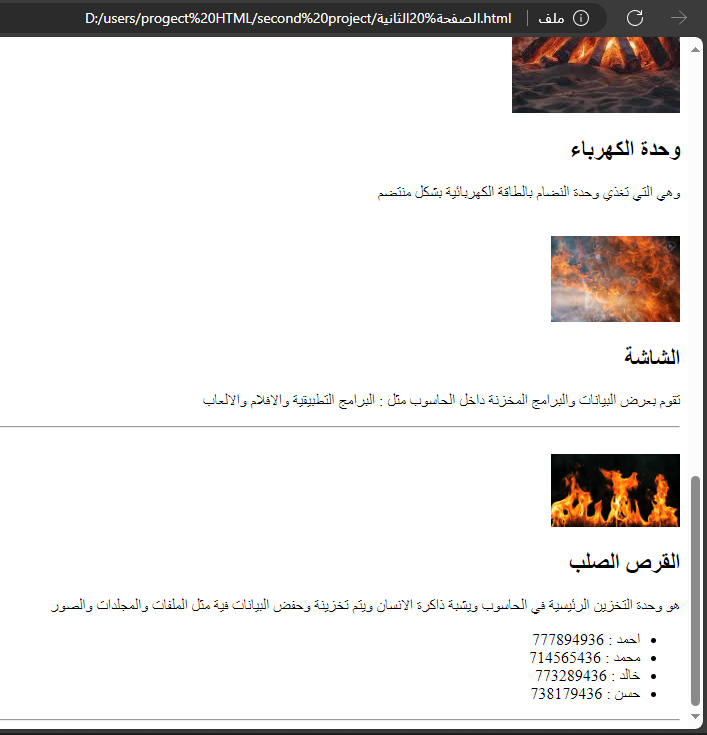 ملف D:/users/progect%20HTML/second%20project/الصفحة%20الثانية.html
وحدة الكهرباء
وهي التي تغذي وحدة النضام بالطاقة الكهربائية بشكل منتضم
الشاشة
تقوم بعرض البيانات والبرامج المخزنة داخل الحاسوب مثل : البرامج التطبيقية والافلام والالعاب
القرص الصلب
هو وحدة التخزين الرئيسية في الحاسوب ويشبة ذاكرة الانسان ويتم تخزينة وحفض البيانات فية مثل الملفات والمجلدات والصور
• احمد : 777894936
• محمد : 714565436
• خالد : 773289436
• حسن : 738179436